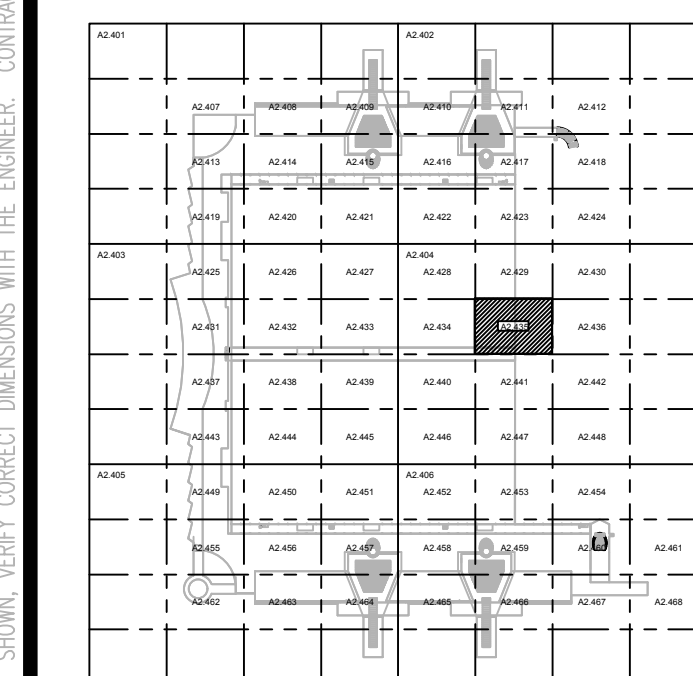 SHOWN, VERIFY CORRECT DIMENSIONS WITH THE ENGINEER. CONTRAC
A2.401 A2.402
A2.407 A2.408 A2.409 A2.410 A2.411 A2.412
A2.413 A2.414 A2.415 A2.416 A2.417 A2.418
A2.419 A2.420 A2.421 A2.422 A2.423 A2.424
A2.403 A2.404
A2.425 A2.426 A2.427 A2.428 A2.429 A2.430
A2.431 A2.432 A2.433 A2.434 A2.435 A2.436
A2.437 A2.438 A2.439 A2.440 A2.441 A2.442
A2.443 A2.444 A2.445 A2.446 A2.447 A2.448
A2.405 A2.406
A2.449 A2.450 A2.451 A2.452 A2.453 A2.454
A2.455 A2.456 A2.457 A2.458 A2.459 A2.460 A2.461
A2.462 A2.463 A2.464 A2.465 A2.466 A2.467 A2.468